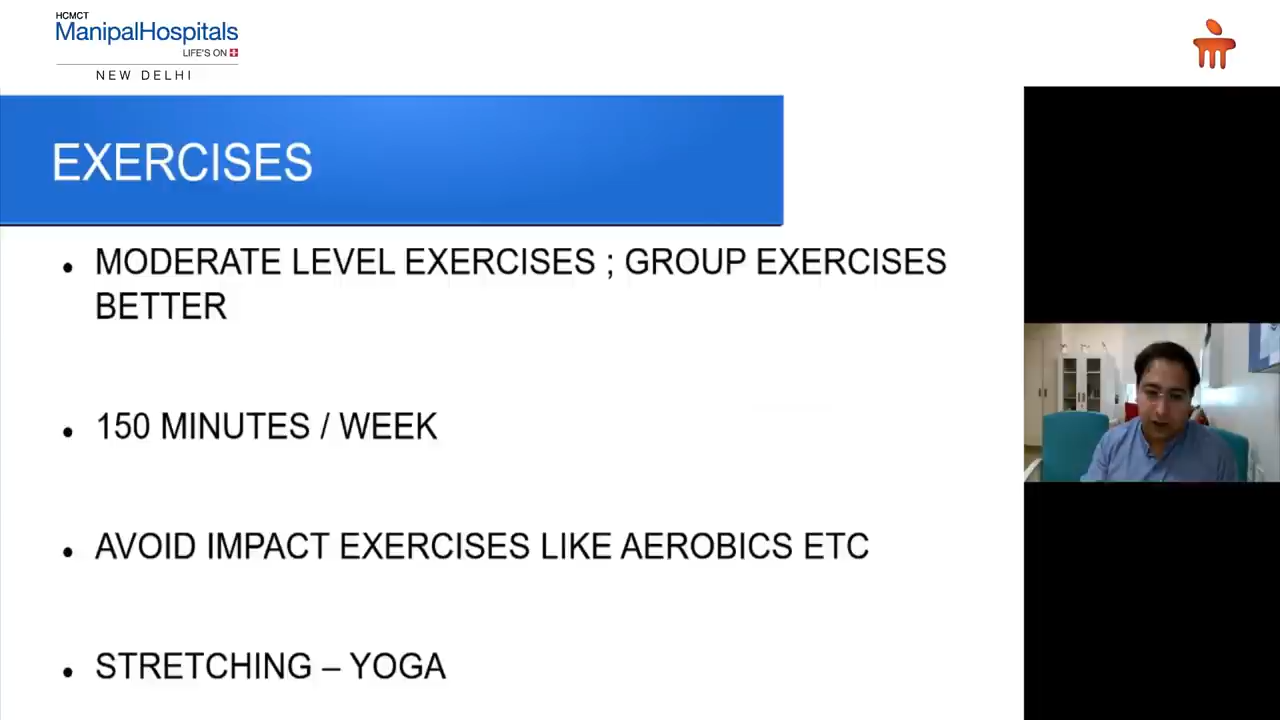 HCMCT
ManipalHospitals
LIFE'S ON
NEW DELHI
EXERCISES
• MODERATE LEVEL EXERCISES ; GROUP EXERCISES
BETTER
• 150 MINUTES / WEEK
• AVOID IMPACT EXERCISES LIKE AEROBICS ETC
• STRETCHING – YOGA